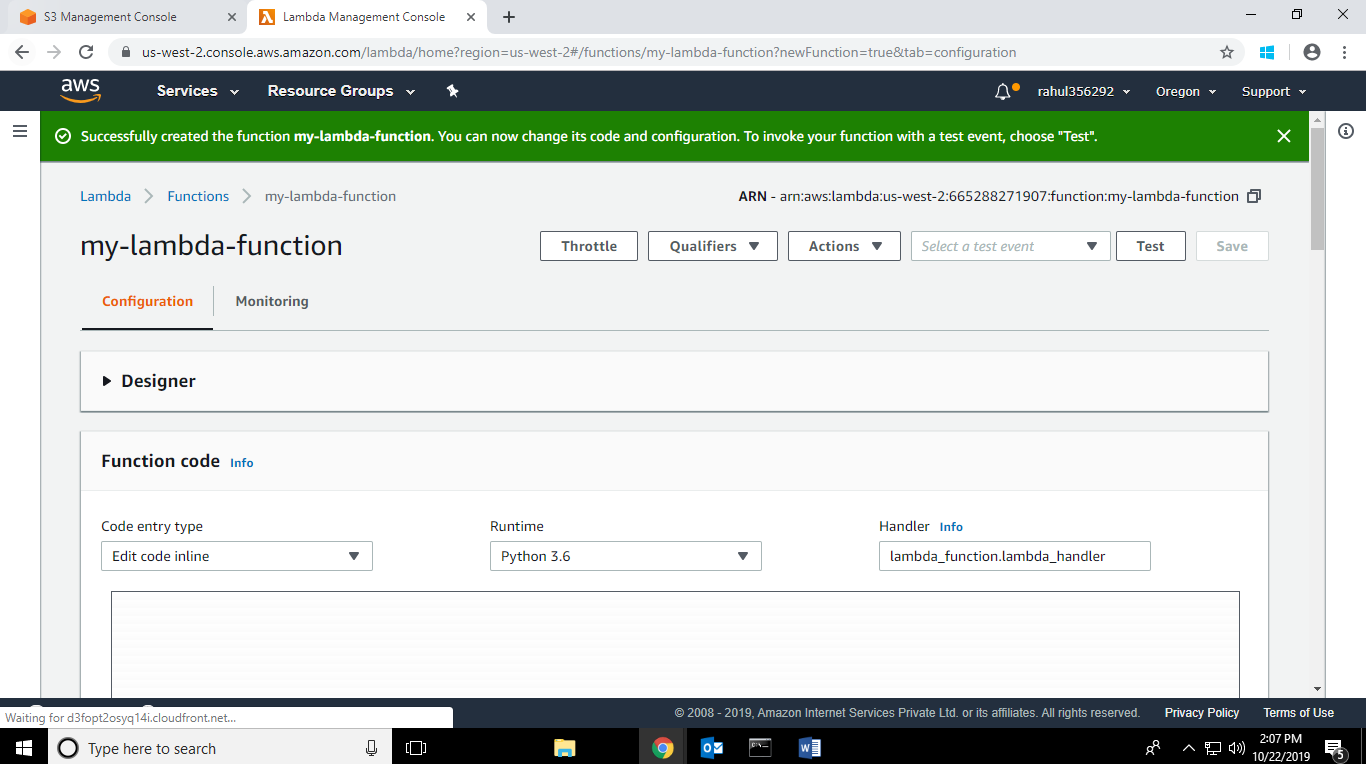 S3 Management Console
Lambda Management Console
us-west-2.console.aws.amazon.com/lambda/home?region=us-west-2#/functions/my-lambda-function?newFunction=true&tab=configuration
aws Services Resource Groups rahul356292 Oregon Support
Successfully created the function my-lambda-function. You can now change its code and configuration. To invoke your function with a test event, choose "Test".
Lambda Functions my-lambda-function ARN - arn:aws:lambda:us-west-2:665288271907:function:my-lambda-function
my-lambda-function Throttle Qualifiers Actions Select a test event Test Save
Configuration Monitoring
Designer
Function code Info
Code entry type Runtime Handler Info
Edit code inline Python 3.6 lambda_function.lambda_handler
© 2008 - 2019, Amazon Internet Services Private Ltd. or its affiliates. All rights reserved. Privacy Policy Terms of Use
Waiting for d3fopt2osyq14i.cloudfront.net...
Type here to search
2:07 PM
10/22/2019
5